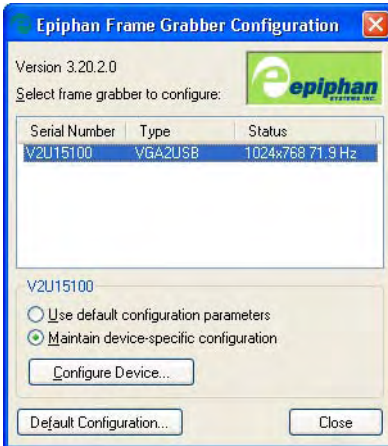 Epiphan Frame Grabber Configuration
Version 3.20.2.0
Select frame grabber to configure:
epiphan
SYSTEMS INC.
Serial Number Type Status
V2U15100 VGA2USB 1024x768 71.9 Hz
V2U15100
Use default configuration parameters
Maintain device-specific configuration
Configure Device...
Default Configuration...
Close